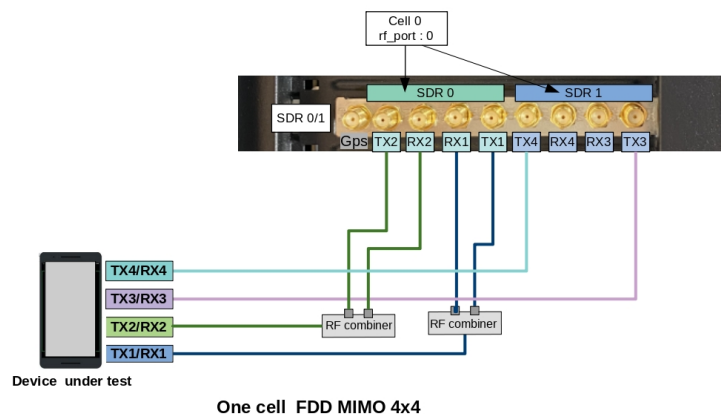 Cell 0
rf_port : 0
SDR 0
SDR 1
SDR 0/1
Gps
TX2
RX2
RX1
TX1
TX4
RX4
RX3
TX3
TX4/RX4
TX3/RX3
TX2/RX2
TX1/RX1
RF combiner
RF combiner
Device under test
One cell FDD MIMO 4x4